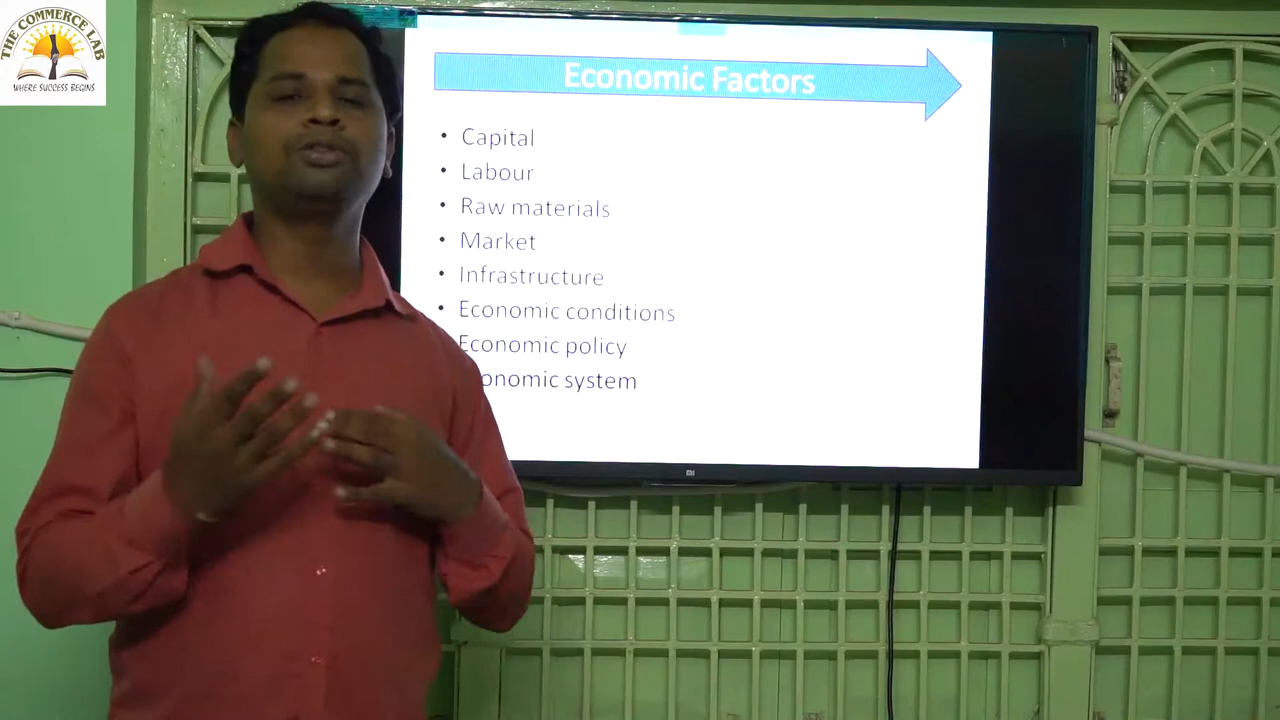 THE COMMERCE LAB
WHERE SUCCESS BEGINS
Economic Factors
• Capital
• Labour
• Raw materials
• Market
• Infrastructure
• Economic conditions
Economic policy
onomic system
mi